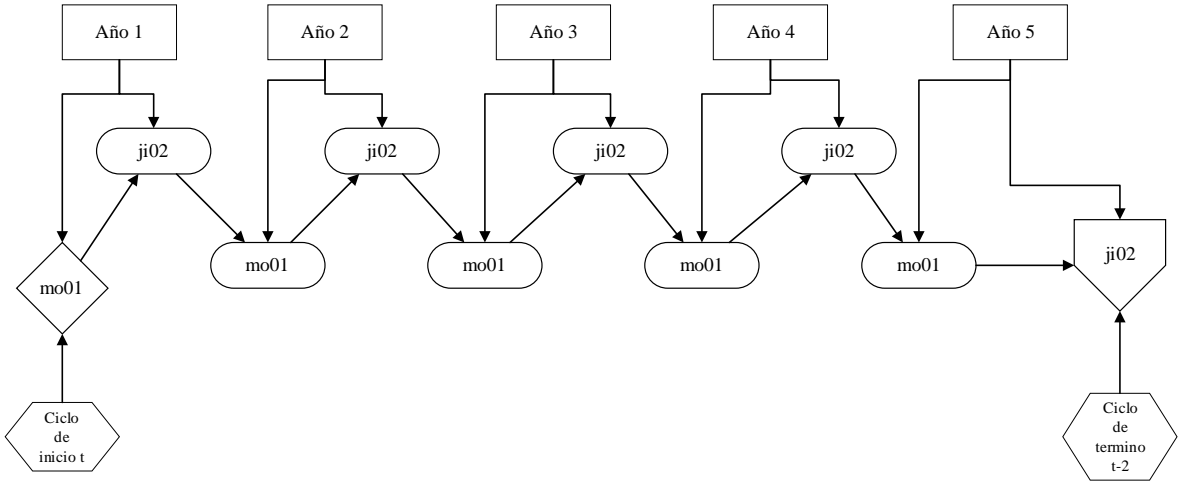 Año 1
Año 2
Año 3
Año 4
Año 5
ji02
ji02
ji02
ji02
ji02
mo01
mo01
mo01
mo01
mo01
Ciclo
de
inicio t
Ciclo
de
termino
t-2